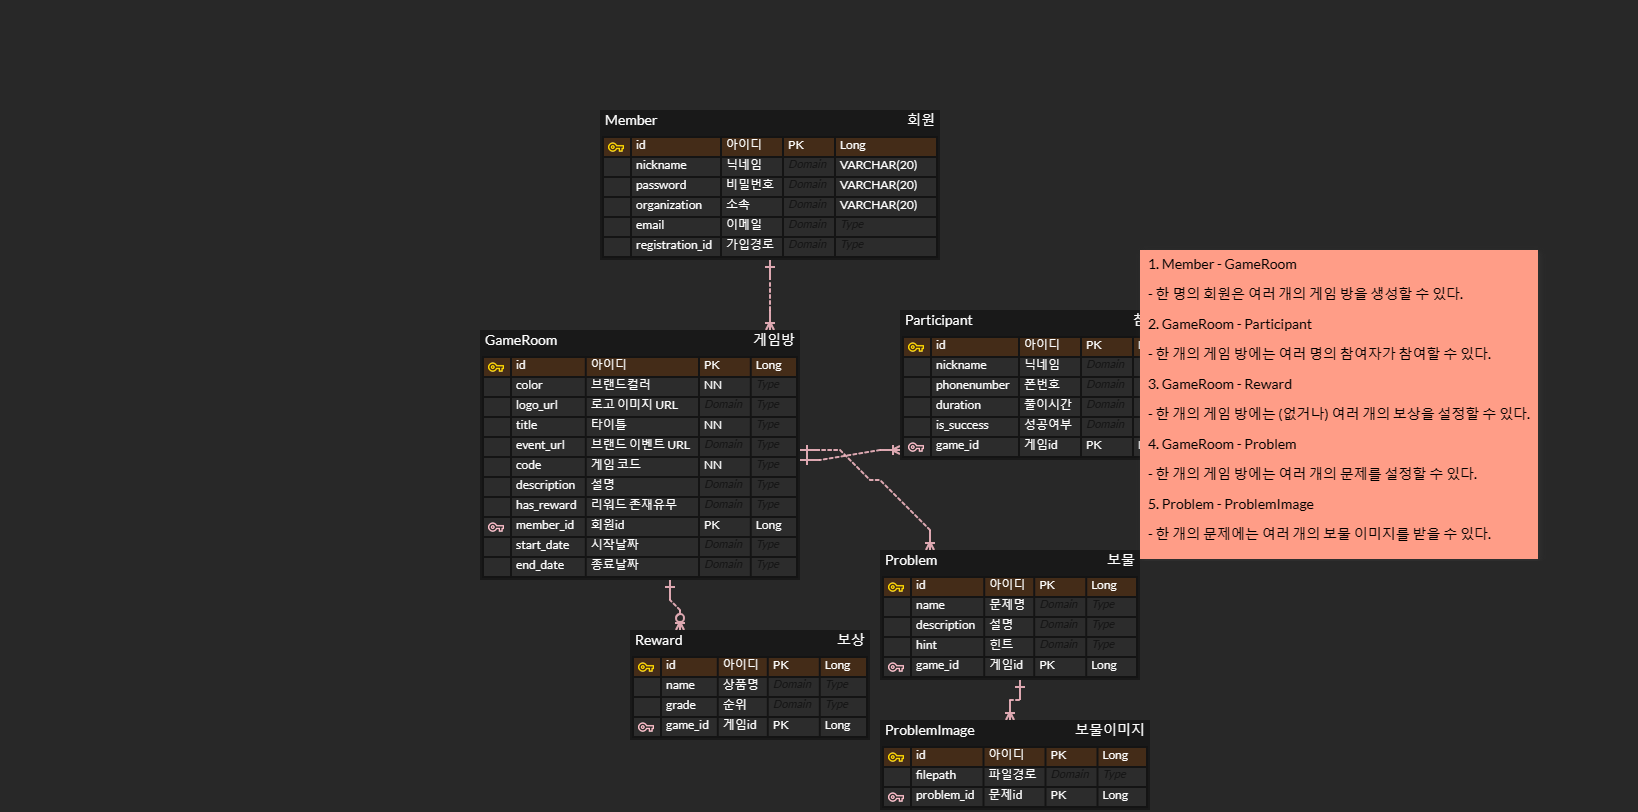 Member 회원
id 아이디 PK Long
nickname 닉네임 Domain VARCHAR(20)
password 비밀번호 Domain VARCHAR(20)
organization 소속 Domain VARCHAR(20)
email 이메일 Domain Type
registration_id 가입경로 Domain Type
GameRoom 게임방
id 아이디 PK Long
color 브랜드컬러 NN Type
logo_url 로고 이미지 URL Domain Type
title 타이틀 NN Type
event_url 브랜드 이벤트 URL Domain Type
code 게임 코드 NN Type
description 설명 Domain Type
has_reward 리워드 존재유무 Domain Type
member_id 회원id PK Long
start_date 시작날짜 Domain Type
end_date 종료날짜 Domain Type
Participant
id 아이디 PK
nickname 닉네임 Domain
phonenumber 폰번호 Domain
duration 풀이시간 Domain
is_success 성공여부 Domain
game_id 게임id PK
1. Member - GameRoom
- 한 명의 회원은 여러 개의 게임 방을 생성할 수 있다.
2. GameRoom - Participant
- 한 개의 게임 방에는 여러 명의 참여자가 참여할 수 있다.
3. GameRoom - Reward
- 한 개의 게임 방에는 (없거나) 여러 개의 보상을 설정할 수 있다.
4. GameRoom - Problem
- 한 개의 게임 방에는 여러 개의 문제를 설정할 수 있다.
5. Problem - ProblemImage
- 한 개의 문제에는 여러 개의 보물 이미지를 받을 수 있다.
Problem 보물
id 아이디 PK Long
name 문제명 Domain Type
description 설명 Domain Type
hint 힌트 Domain Type
game_id 게임id PK Long
Reward 보상
id 아이디 PK Long
name 상품명 Domain Type
grade 순위 Domain Type
game_id 게임id PK Long
ProblemImage 보물이미지
id 아이디 PK Long
filepath 파일경로 Domain Type
problem_id 문제id PK Long